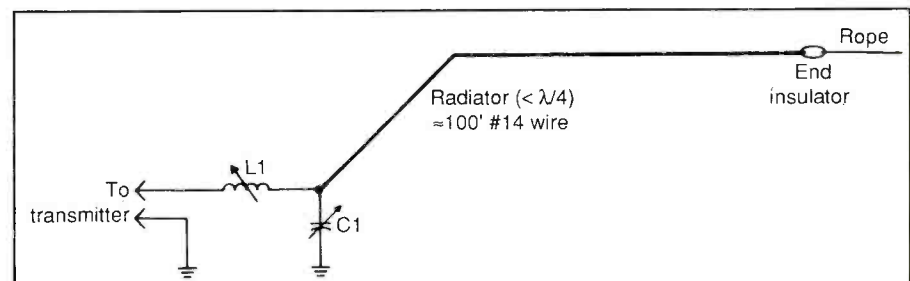 Rope
End
insulator
Radiator (< λ/4)
≈100' #14 wire
L1
To
transmitter
C1